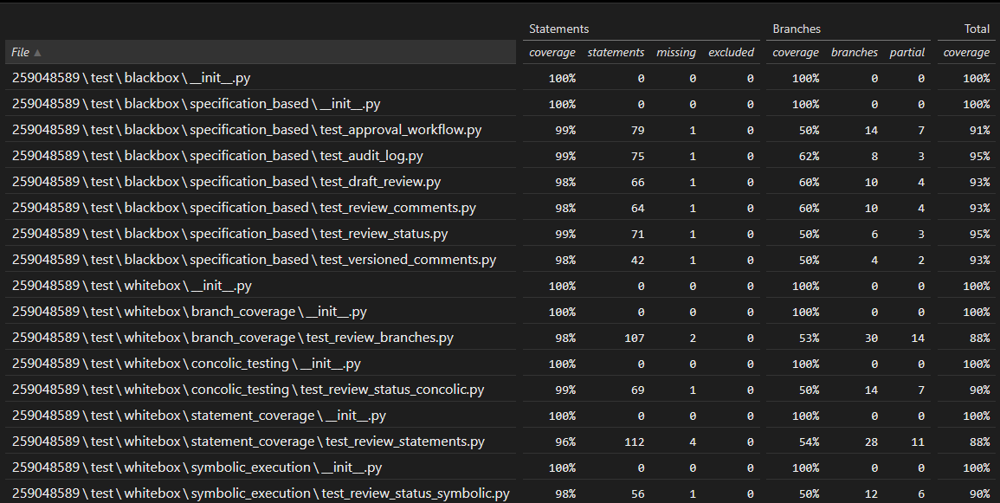 Statements Branches Total
File ▲ coverage statements missing excluded coverage branches partial coverage
259048589\test\blackbox\__init__.py 100% 0 0 0 100% 0 0 100%
259048589\test\blackbox\specification_based\__init__.py 100% 0 0 0 100% 0 0 100%
259048589\test\blackbox\specification_based\test_approval_workflow.py 99% 79 1 0 50% 14 7 91%
259048589\test\blackbox\specification_based\test_audit_log.py 99% 75 1 0 62% 8 3 95%
259048589\test\blackbox\specification_based\test_draft_review.py 98% 66 1 0 60% 10 4 93%
259048589\test\blackbox\specification_based\test_review_comments.py 98% 64 1 0 60% 10 4 93%
259048589\test\blackbox\specification_based\test_review_status.py 99% 71 1 0 50% 6 3 95%
259048589\test\blackbox\specification_based\test_versioned_comments.py 98% 42 1 0 50% 4 2 93%
259048589\test\whitebox\__init__.py 100% 0 0 0 100% 0 0 100%
259048589\test\whitebox\branch_coverage\__init__.py 100% 0 0 0 100% 0 0 100%
259048589\test\whitebox\branch_coverage\test_review_branches.py 98% 107 2 0 53% 30 14 88%
259048589\test\whitebox\concolic_testing\__init__.py 100% 0 0 0 100% 0 0 100%
259048589\test\whitebox\concolic_testing\test_review_status_concolic.py 99% 69 1 0 50% 14 7 90%
259048589\test\whitebox\statement_coverage\__init__.py 100% 0 0 0 100% 0 0 100%
259048589\test\whitebox\statement_coverage\test_review_statements.py 96% 112 4 0 54% 28 11 88%
259048589\test\whitebox\symbolic_execution\__init__.py 100% 0 0 0 100% 0 0 100%
259048589\test\whitebox\symbolic_execution\test_review_status_symbolic.py 98% 56 1 0 50% 12 6 90%